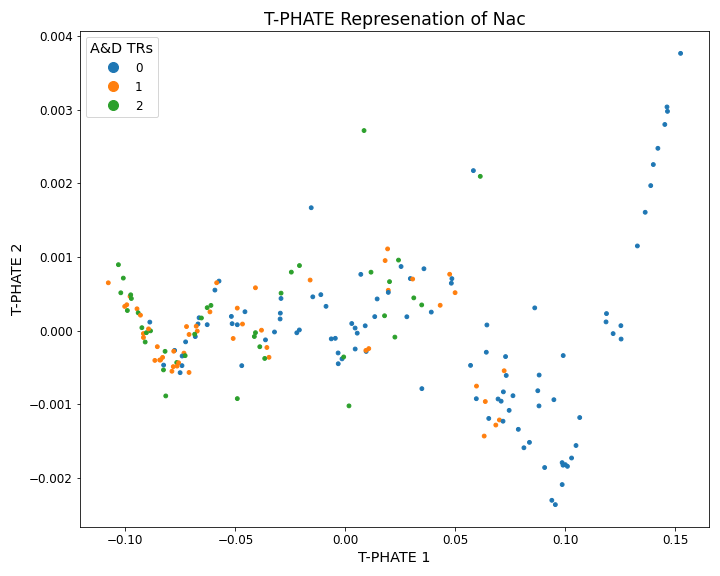 T-PHATE Represenation of Nac
A&D TRs
0
1
2
0.004
0.003
0.002
0.001
0.000
−0.001
−0.002
T-PHATE 2
−0.10 −0.05 0.00 0.05 0.10 0.15
T-PHATE 1